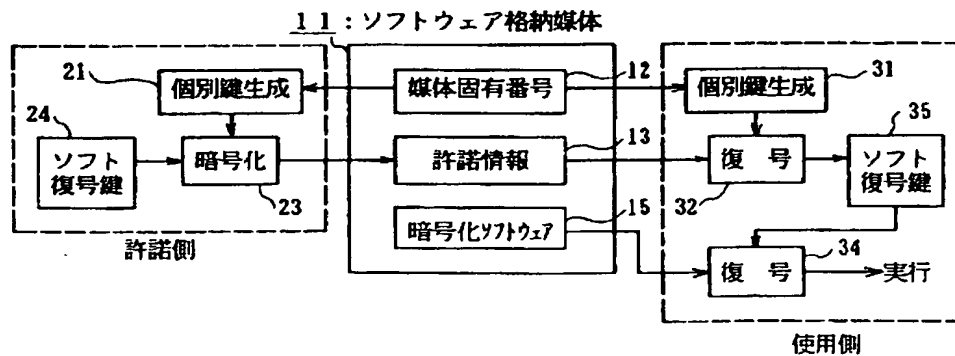 11：ソフトウェア格納媒体
21
個別鍵生成
24
ソフト
復号鍵
暗号化
23
許諾側
媒体固有番号
12
許諾情報
13
暗号化ｿﾌﾄｳｪｱ
15
個別鍵生成
31
復 号
32
35
ソフト
復号鍵
復 号
34
実行
使用側